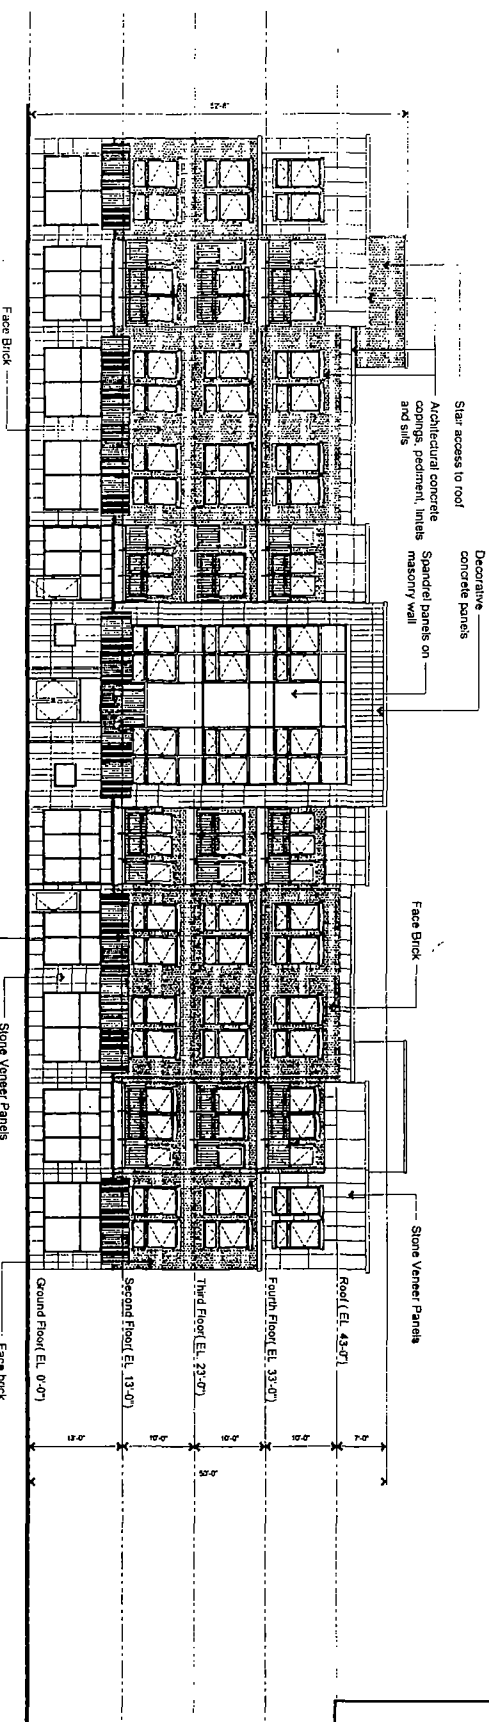 Decorative
concrete panels
Stair access to roof
Architectural concrete
copings, pediment, lintels
and sills
Spandrel panels on
masonry wall
Face Brick
Stone Veneer Panels
Roof( EL. 43'-0")
Fourth Floor( EL. 33'-0")
Third Floor( EL. 23'-0")
Second Floor( EL. 13'-0")
Ground Floor( EL. 0'-0")
7'-0"
10'-0"
10'-0"
10'-0"
13'-0"
50'-0"
Face Brick
Stone Veneer Panels
Face brick